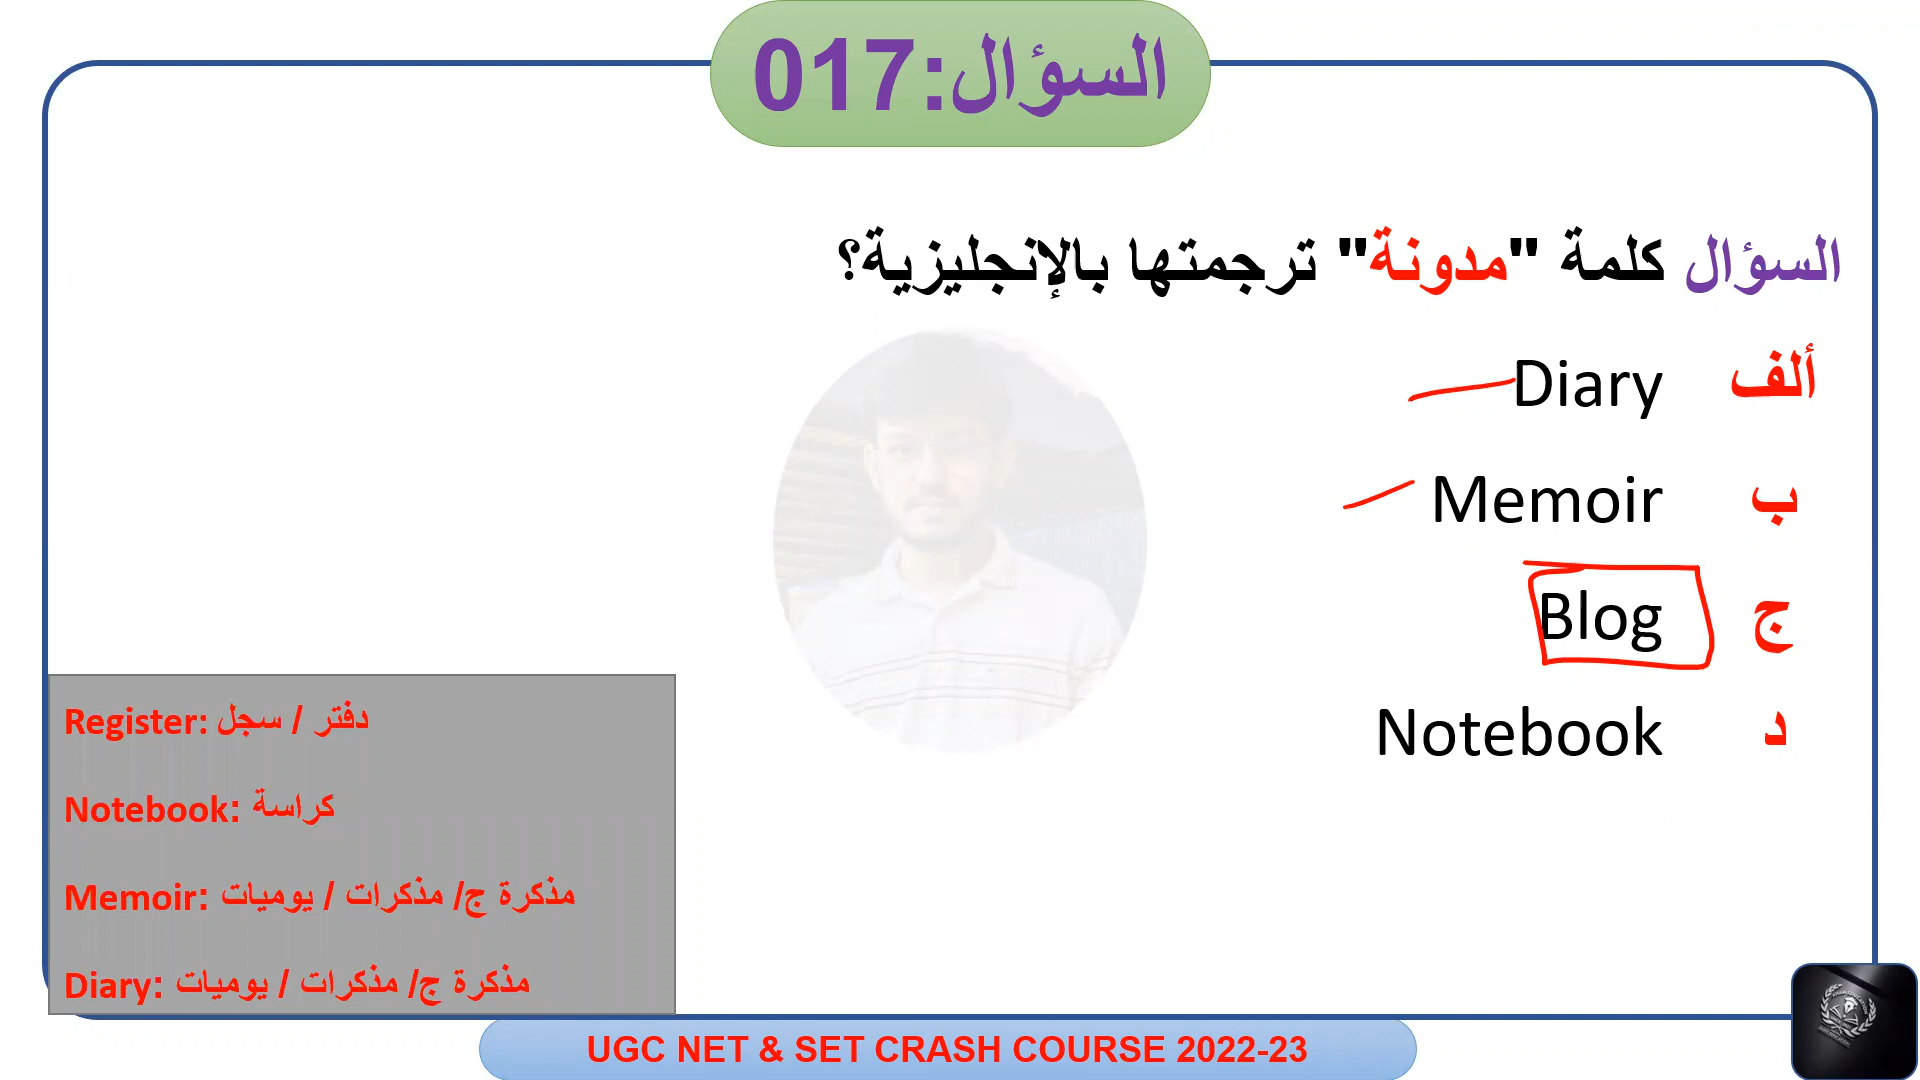 السؤال:017
السؤال كلمة "مدونة" ترجمتها بالإنجليزية؟
ألف Diary
ب Memoir
ج Blog
د Notebook
Register: دفتر / سجل
Notebook: كراسة
Memoir: مذكرة ج/ مذكرات / يوميات
Diary: مذكرة ج/ مذكرات / يوميات
UGC NET & SET CRASH COURSE 2022-23